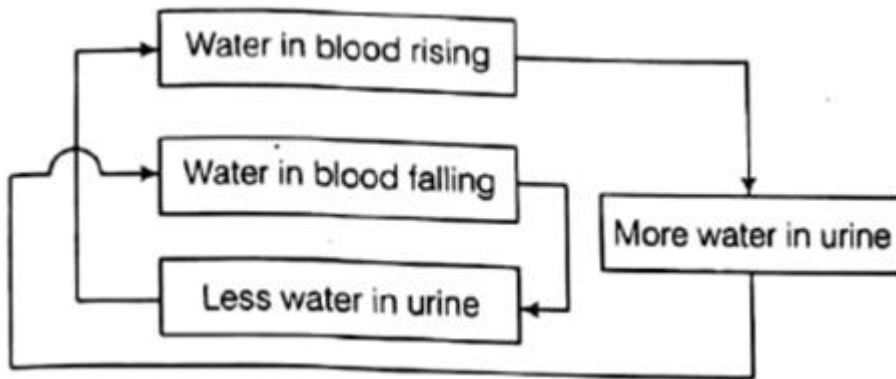 Water in blood rising
Water in blood falling
More water in urine
Less water in urine